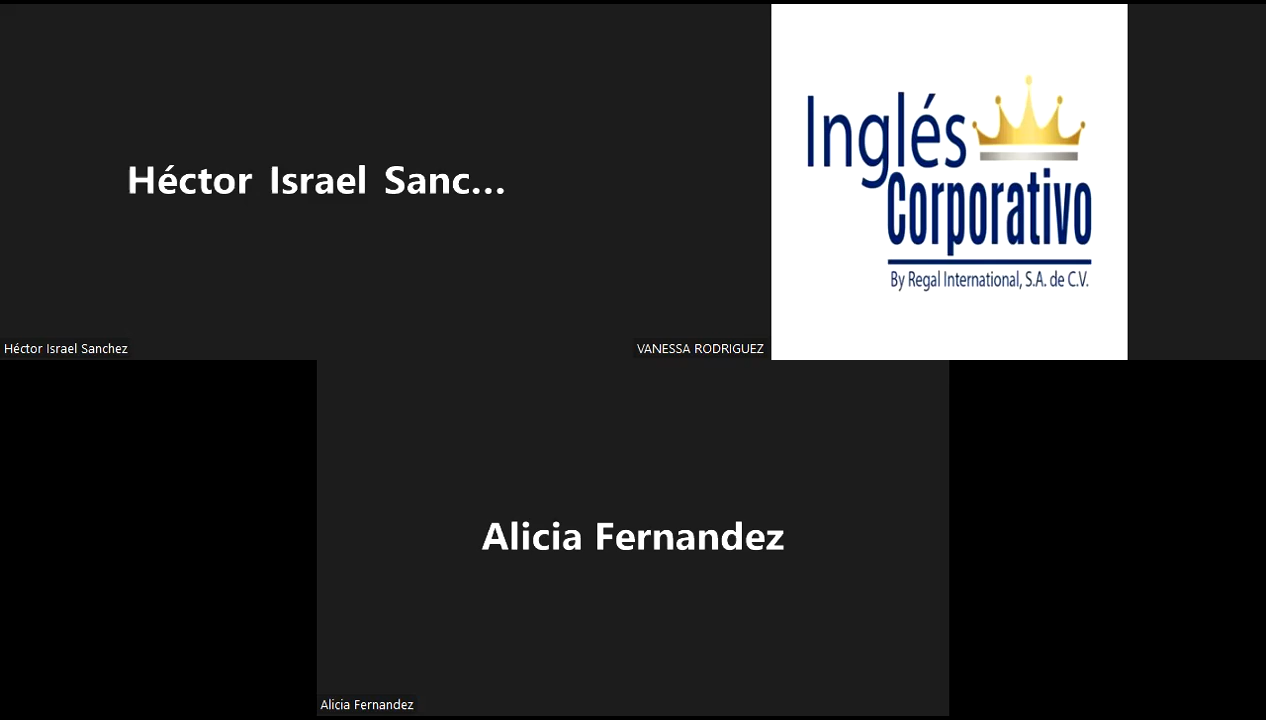 Héctor Israel Sanc...
Inglés
Corporativo
By Regal International, S.A. de C.V.
Héctor Israel Sanchez
VANESSA RODRIGUEZ
Alicia Fernandez
Alicia Fernandez